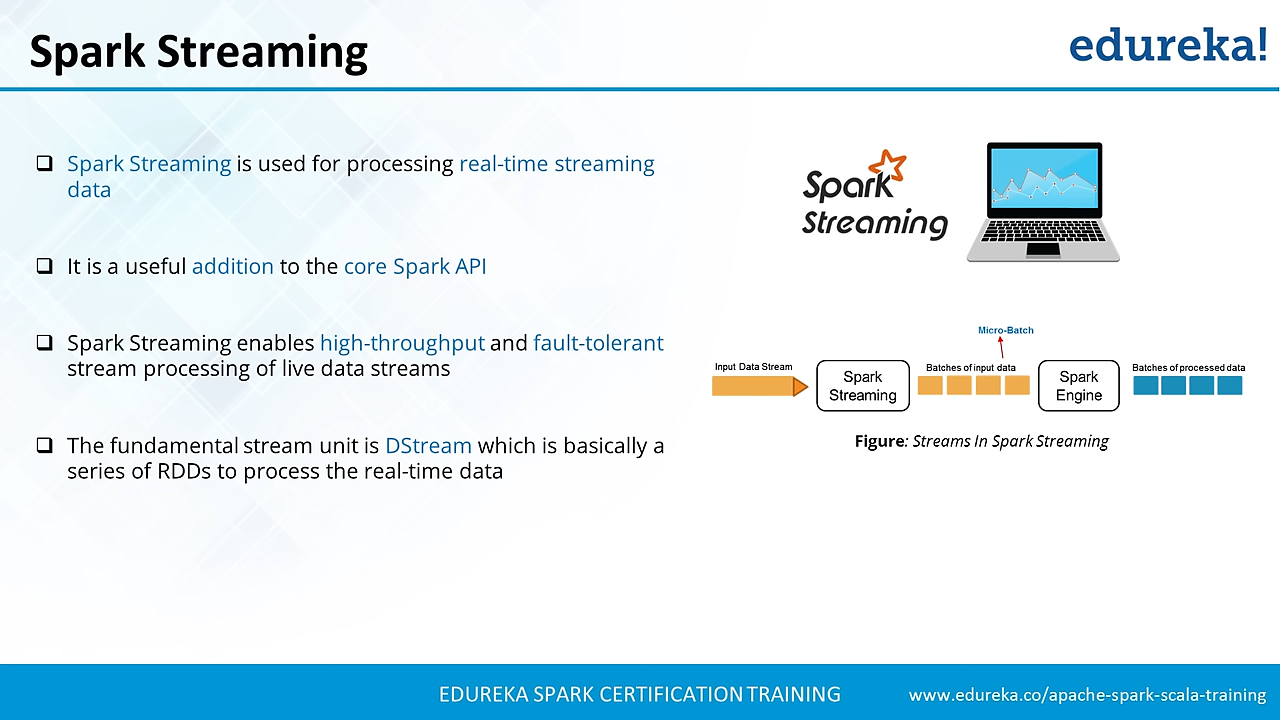 Spark Streaming
edureka!
Spark Streaming is used for processing real-time streaming
data
It is a useful addition to the core Spark API
Spark Streaming enables high-throughput and fault-tolerant
stream processing of live data streams
The fundamental stream unit is DStream which is basically a
series of RDDs to process the real-time data
Spark
Streaming
Micro-Batch
Input Data Stream
Spark
Streaming
Batches of input data
Spark
Engine
Batches of processed data
Figure: Streams In Spark Streaming
EDUREKA SPARK CERTIFICATION TRAINING
www.edureka.co/apache-spark-scala-training